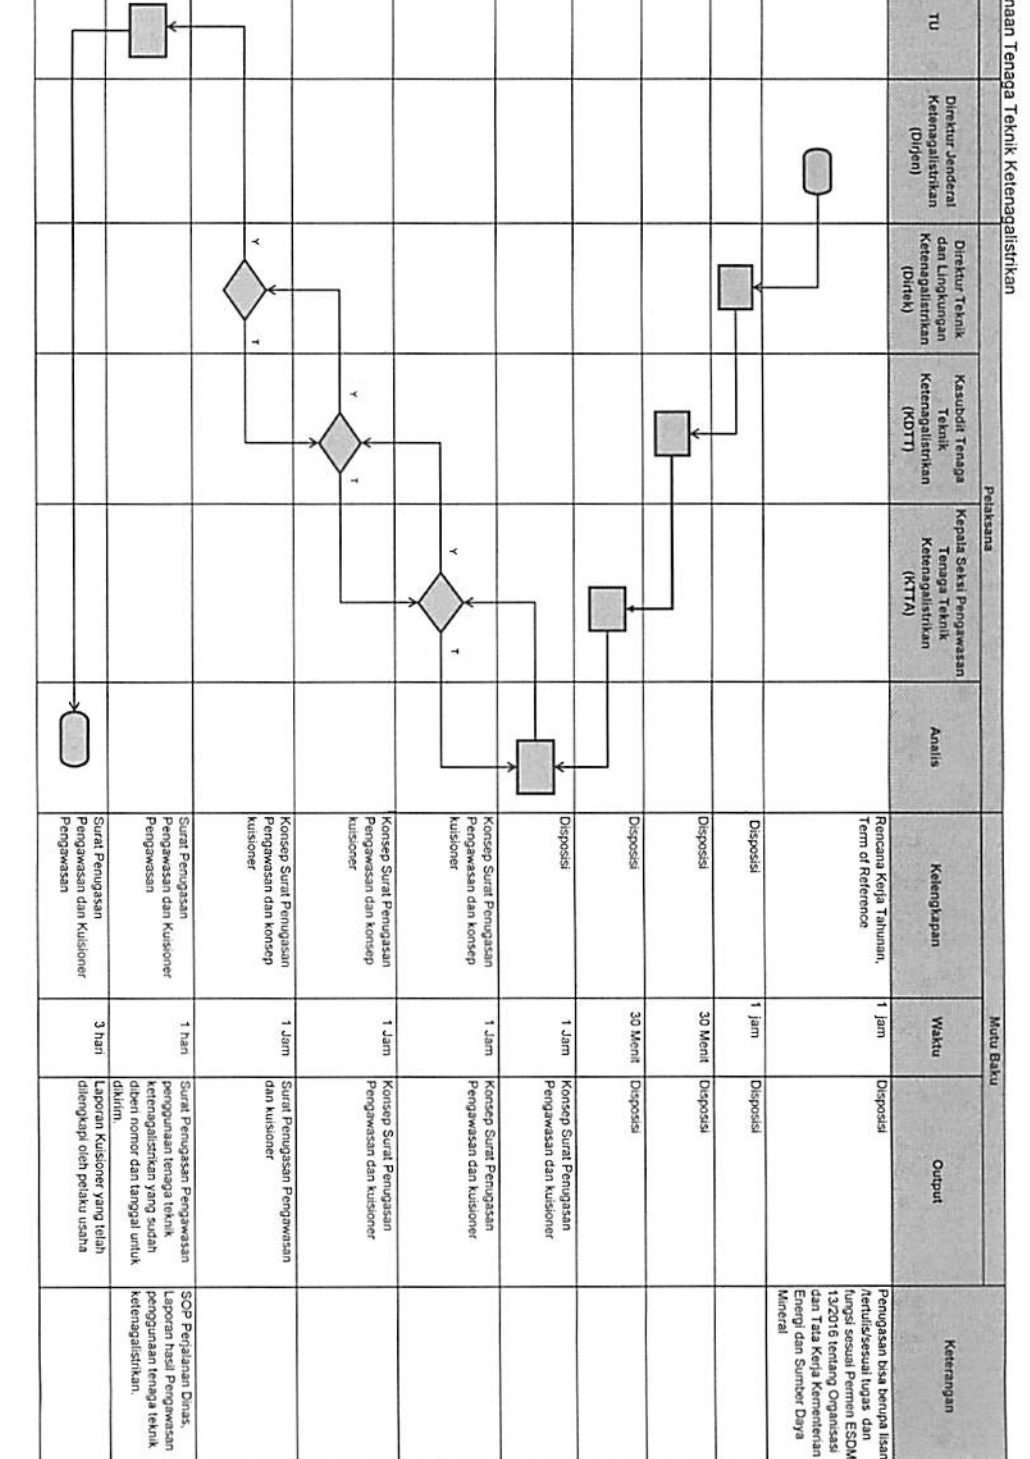 naan Tenaga Teknik Ketenagalistrikan
Pelaksana
Mutu Baku
TU
Direktur Jenderal
Ketenagalistrikan
(Dirjen)
Direktur Teknik
dan Lingkungan
Ketenagalistrikan
(Dirtek)
Kasubdit Tenaga
Teknik
Ketenagalistrikan
(KDTT)
Kepala Seksi Pengawasan
Tenaga Teknik
Ketenagalistrikan
(KTTA)
Analis
Kelengkapan
Waktu
Output
Keterangan
Rencana Kerja Tahunan,
Term of Reference
1 jam
Disposisi
Penugasan bisa berupa lisan
/tertulis/sesuai tugas dan
fungsi sesuai Permen ESDM
13/2016 tentang Organisasi
dan Tata Kerja Kementerian
Energi dan Sumber Daya
Mineral
Disposisi
1 jam
Disposisi
Disposisi
30 Menit
Disposisi
Disposisi
30 Menit
Disposisi
Disposisi
1 Jam
Konsep Surat Penugasan
Pengawasan dan kuisioner
Y
T
Konsep Surat Penugasan
Pengawasan dan konsep
kuisioner
1 Jam
Konsep Surat Penugasan
Pengawasan dan kuisioner
Y
T
Konsep Surat Penugasan
Pengawasan dan konsep
kuisioner
1 Jam
Konsep Surat Penugasan
Pengawasan dan kuisioner
Y
T
Konsep Surat Penugasan
Pengawasan dan konsep
kuisioner
1 Jam
Surat Penugasan Pengawasan
dan kuisioner
Surat Penugasan
Pengawasan dan Kuisioner
Pengawasan
1 hari
Surat Penugasan Pengawasan
penggunaan tenaga teknik
ketenagalistrikan yang sudah
diberi nomor dan tanggal untuk
dikirim.
SOP Perjalanan Dinas,
Laporan hasil Pengawasan
penggunaan tenaga teknik
ketenagalistrikan.
Surat Penugasan
Pengawasan dan Kuisioner
Pengawasan
3 hari
Laporan Kuisioner yang telah
dilengkapi oleh pelaku usaha